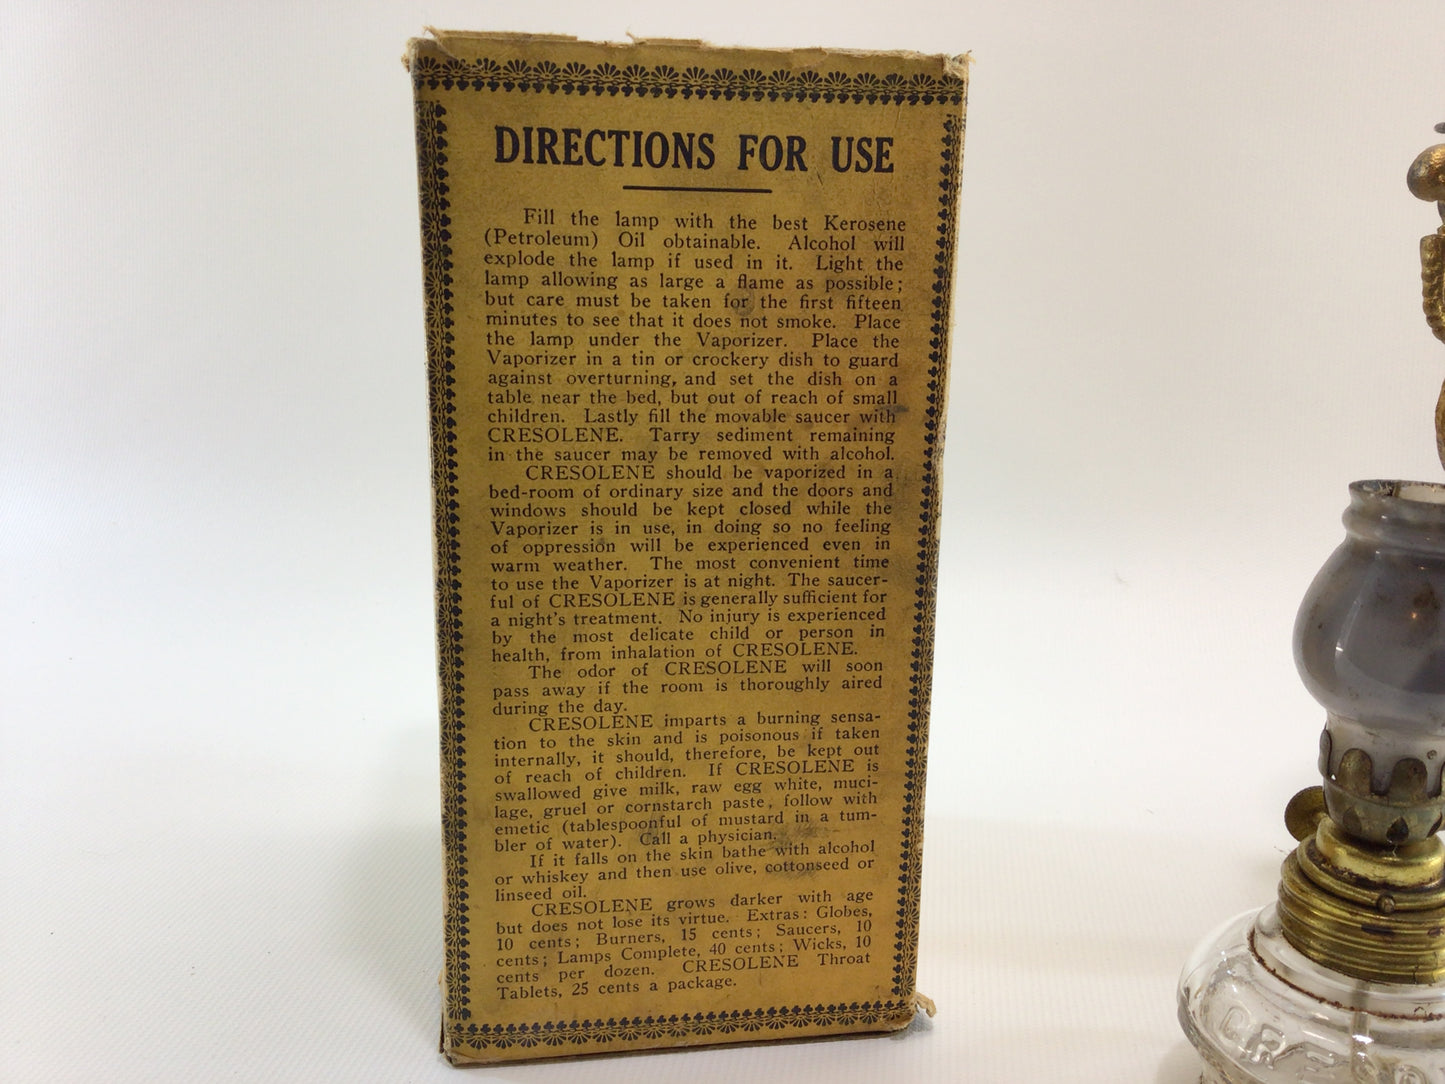 DIRECTIONS FOR USE
Fill the lamp with the best Kerosene
(Petroleum) Oil obtainable. Alcohol will
explode the lamp if used in it. Light the
lamp allowing as large a flame as possible;
but care must be taken for the first fifteen
minutes to see that it does not smoke. Place
the lamp under the Vaporizer. Place the
Vaporizer in a tin or crockery dish to guard
against overturning, and set the dish on a
table near the bed, but out of reach of small
children. Lastly fill the movable saucer with
CRESOLENE. Tarry sediment remaining
in the saucer may be removed with alcohol.
CRESOLENE should be vaporized in a
bed-room of ordinary size and the doors and
windows should be kept closed while the
Vaporizer is in use, in doing so no feeling
of oppression will be experienced even in
warm weather. The most convenient time
to use the Vaporizer is at night. The saucer-
ful of CRESOLENE is generally sufficient for
a night's treatment. No injury is experienced
by the most delicate child or person in
health, from inhalation of CRESOLENE.
The odor of CRESOLENE will soon
pass away if the room is thoroughly aired
during the day.
CRESOLENE imparts a burning sensa-
tion to the skin and is poisonous if taken
internally, it should, therefore, be kept out
of reach of children. If CRESOLENE is
swallowed give milk, raw egg white, muci-
lage, gruel or cornstarch paste, follow with
emetic (tablespoonful of mustard in a tum-
bler of water). Call a physician.
If it falls on the skin bathe with alcohol
or whiskey and then use olive, cottonseed or
linseed oil.
CRESOLENE grows darker with age
but does not lose its virtue. Extras: Globes,
10 cents; Burners, 15 cents; Saucers, 10
cents; Lamps Complete, 40 cents; Wicks, 10
cents per dozen. CRESOLENE Throat
Tablets, 25 cents a package.